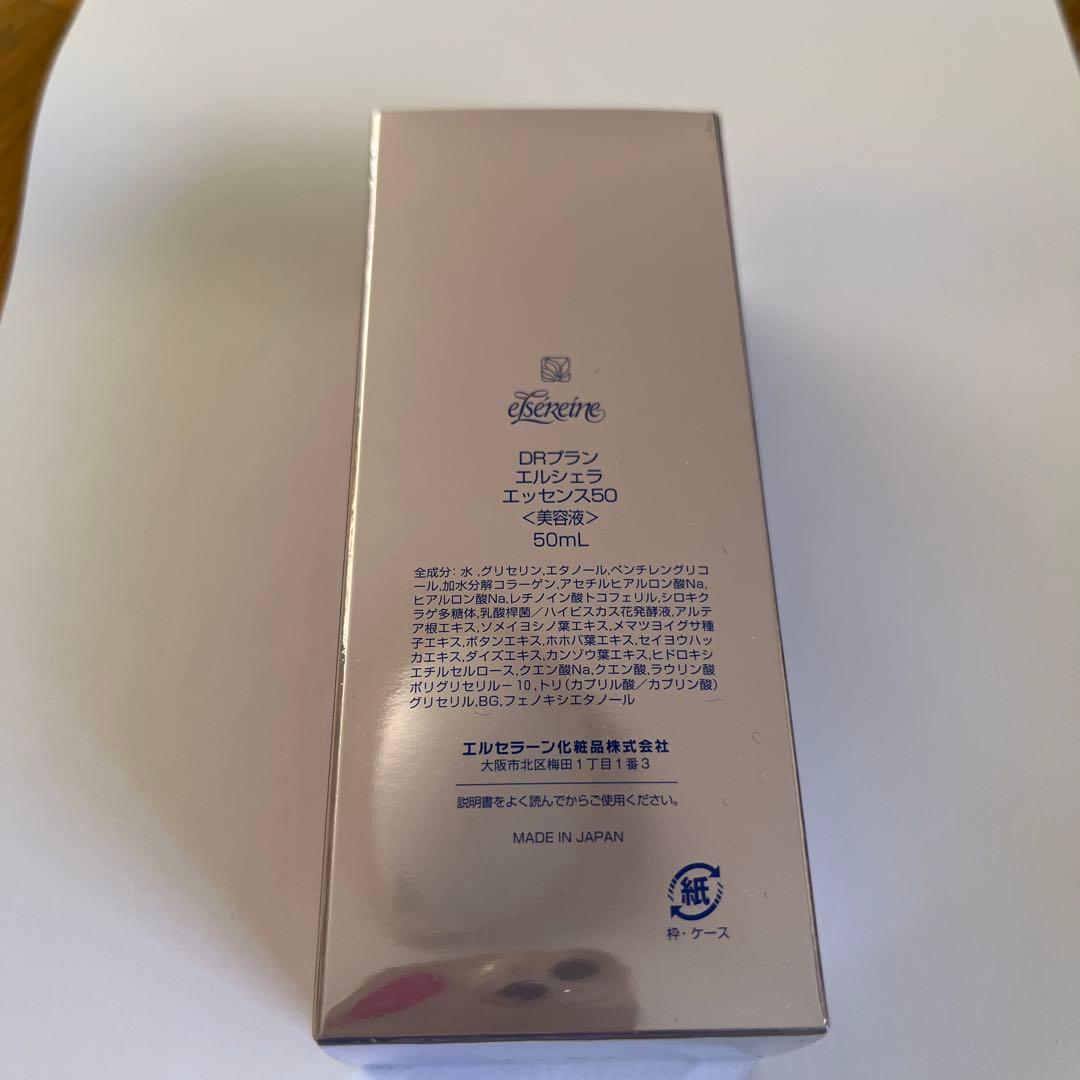 elsereine
DRプラン
エルシェラ
エッセンス50
<美容液>
50mL
全成分: 水,グリセリン,エタノール,ペンチレングリコ
ール,加水分解コラーゲン,アセチルヒアルロン酸Na,
ヒアルロン酸Na,レチノイン酸トコフェリル,シロキク
ラゲ多糖体,乳酸桿菌/ハイビスカス花発酵液,アルテ
ア根エキス,ソメイヨシノ葉エキス,メマツヨイグサ種
子エキス,ボタンエキス,ホホバ葉エキス,セイヨウハッ
カエキス,ダイズエキス,カンゾウ葉エキス,ヒドロキシ
エチルセルロース,クエン酸Na,クエン酸,ラウリン酸
ポリグリセリル-10,トリ(カプリル酸/カプリン酸)
グリセリル,BG,フェノキシエタノール
エルセラーン化粧品株式会社
大阪市北区梅田1丁目1番3
説明書をよく読んでからご使用ください。
MADE IN JAPAN
紙
枠・ケース